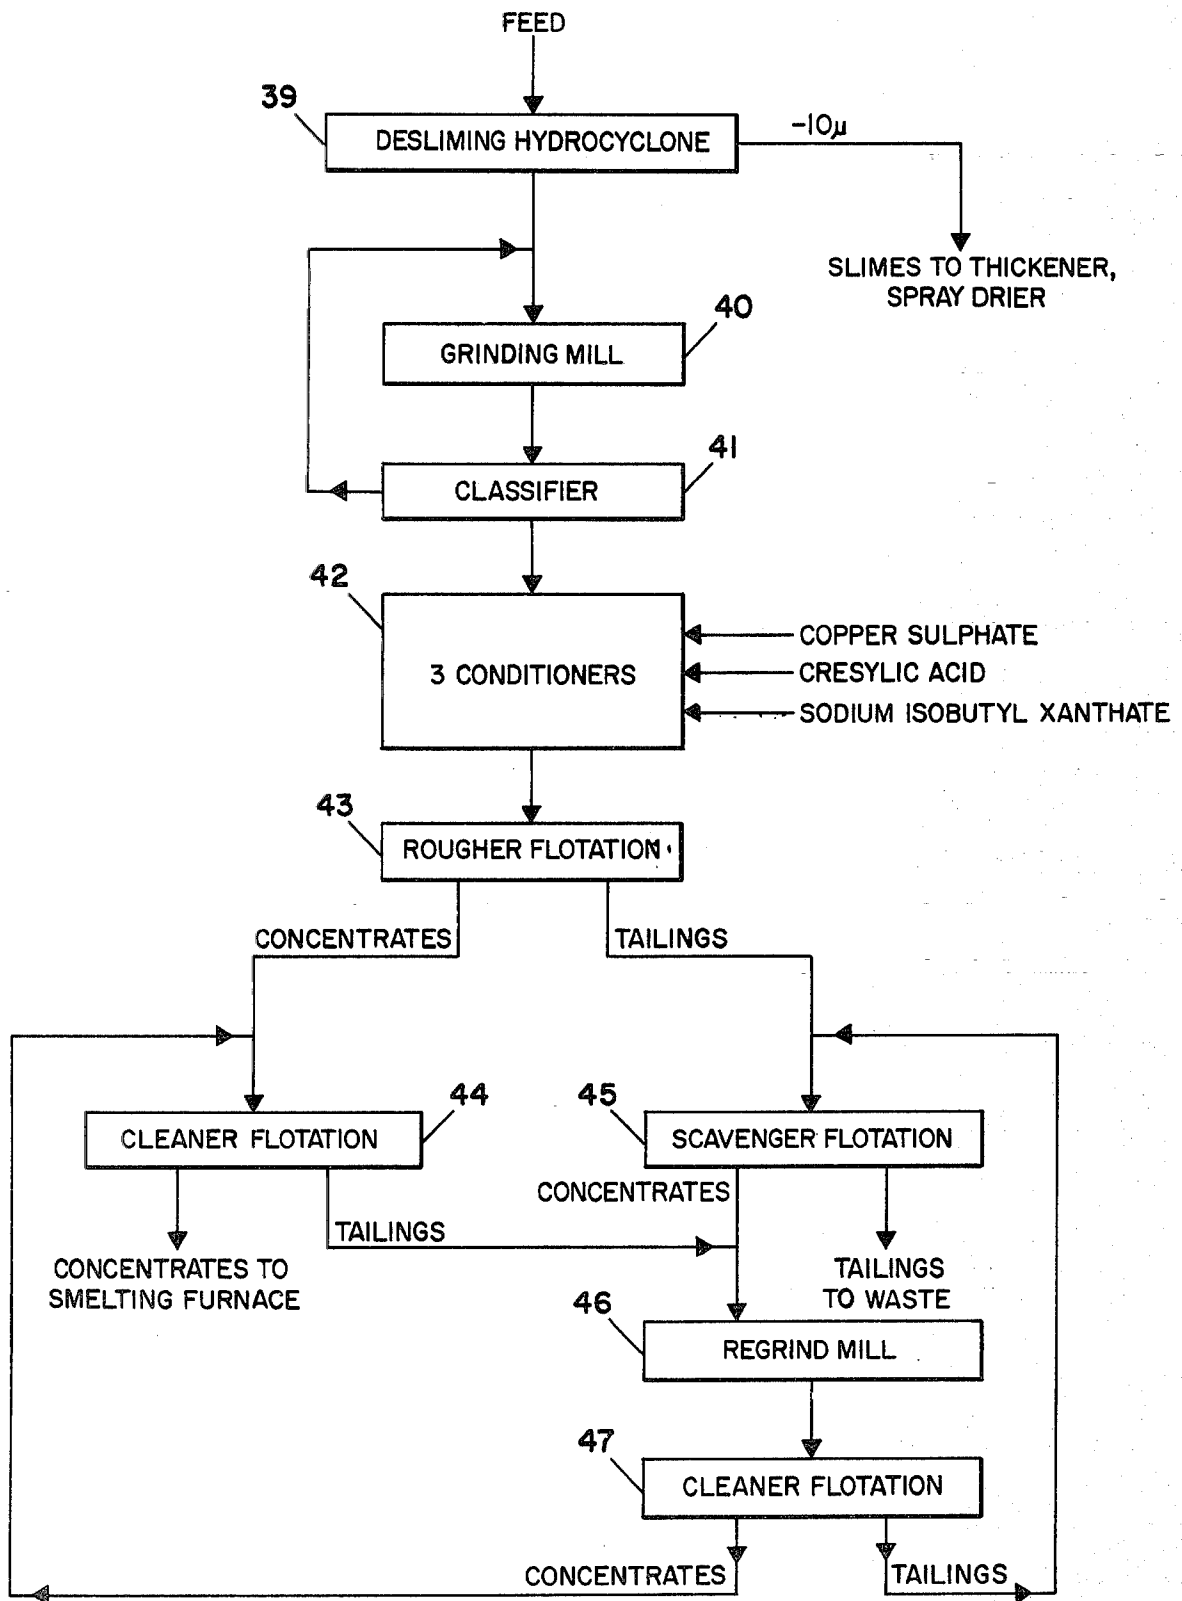 FEED
39
DESLIMING HYDROCYCLONE
-10μ
SLIMES TO THICKENER,
SPRAY DRIER
40
GRINDING MILL
41
CLASSIFIER
42
3 CONDITIONERS
COPPER SULPHATE
CRESYLIC ACID
SODIUM ISOBUTYL XANTHATE
43
ROUGHER FLOTATION
CONCENTRATES
TAILINGS
44
CLEANER FLOTATION
45
SCAVENGER FLOTATION
CONCENTRATES
TAILINGS
CONCENTRATES TO
SMELTING FURNACE
TAILINGS
TO WASTE
46
REGRIND MILL
47
CLEANER FLOTATION
CONCENTRATES
TAILINGS